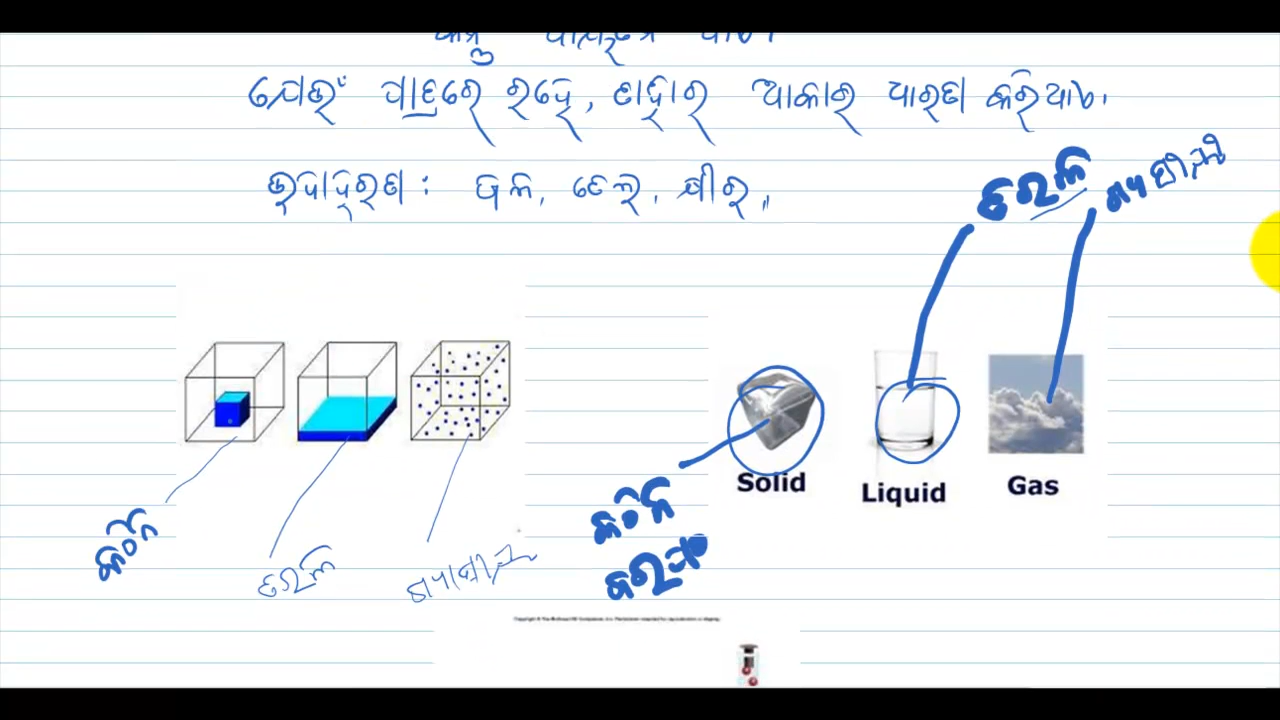 ଯେଉଁ ପାତ୍ରରେ ରହେ, ତାହାର ଆକାର ଧାରଣ କରିଥାଏ।
ଉଦାହରଣ: ଜଳ, ତେଲ, କ୍ଷୀର॥
ତରଳ
ଗ୍ୟାସୀୟ
Solid
Liquid
Gas
କଠିନ
ତରଳ
ଗ୍ୟାସୀୟ
କଠିନ